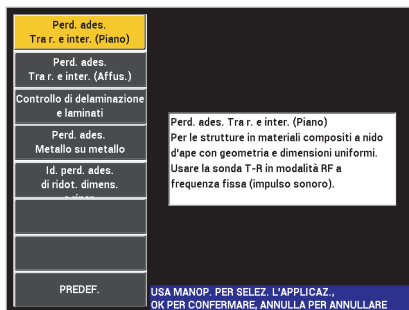 Perd. ades.
Tra r. e inter. (Piano)
Perd. ades.
Tra r. e inter. (Affus.)
Controllo di delaminazione
e laminati
Perd. ades.
Metallo su metallo
Id. perd. ades.
di ridot. dimens.
PREDEF.
Perd. ades. Tra r. e inter. (Piano)
Per le strutture in materiali compositi a nido
d'ape con geometria e dimensioni uniformi.
Usare la sonda T-R in modalità RF a
frequenza fissa (impulso sonoro).
USA MANOP. PER SELEZ. L'APPLICAZ.,
OK PER CONFERMARE, ANNULLA PER ANNULLARE